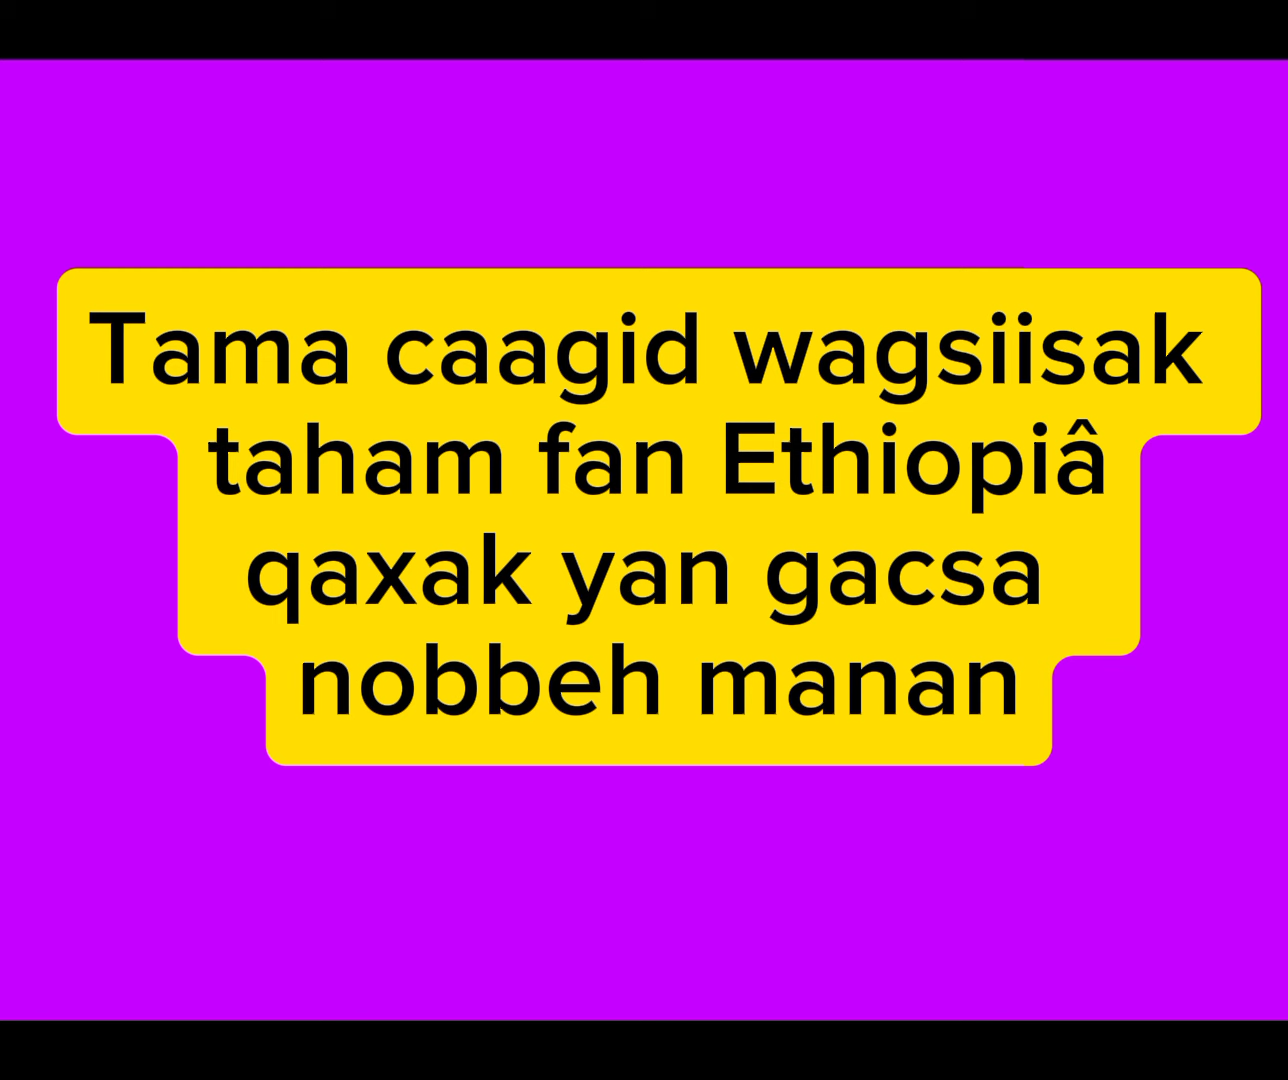 Tama caagid wagsiisak
taham fan Ethiopiâ
qaxak yan gacsa
nobbeh manan